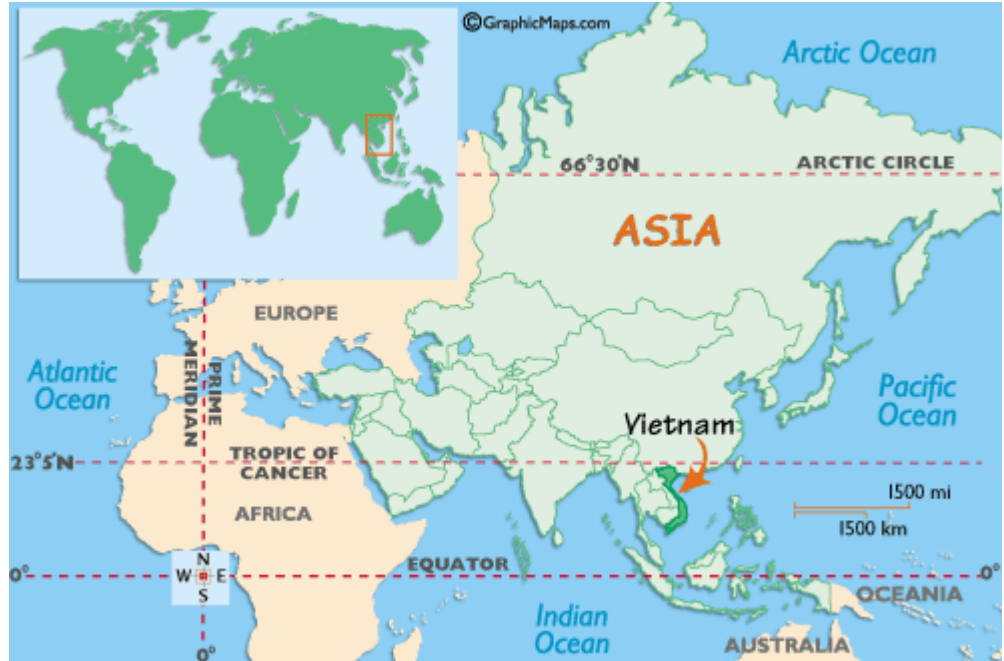 ©GraphicMaps.com
Arctic Ocean
66°30'N
ARCTIC CIRCLE
ASIA
EUROPE
Atlantic
Ocean
PRIME
MERIDIAN
Pacific
Ocean
Vietnam
23°5'N
TROPIC OF
CANCER
AFRICA
1500 mi
1500 km
EQUATOR
N
W E
S
0°
0°
OCEANIA
Indian
Ocean
AUSTRALIA
0°